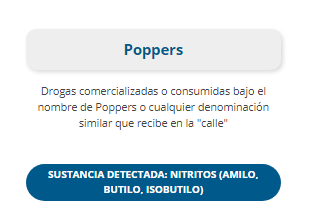 Poppers
Drogas comercializadas o consumidas bajo el
nombre de Poppers o cualquier denominación
similar que recibe en la "calle"
SUSTANCIA DETECTADA: NITRITOS (AMILO,
BUTILO, ISOBUTILO)